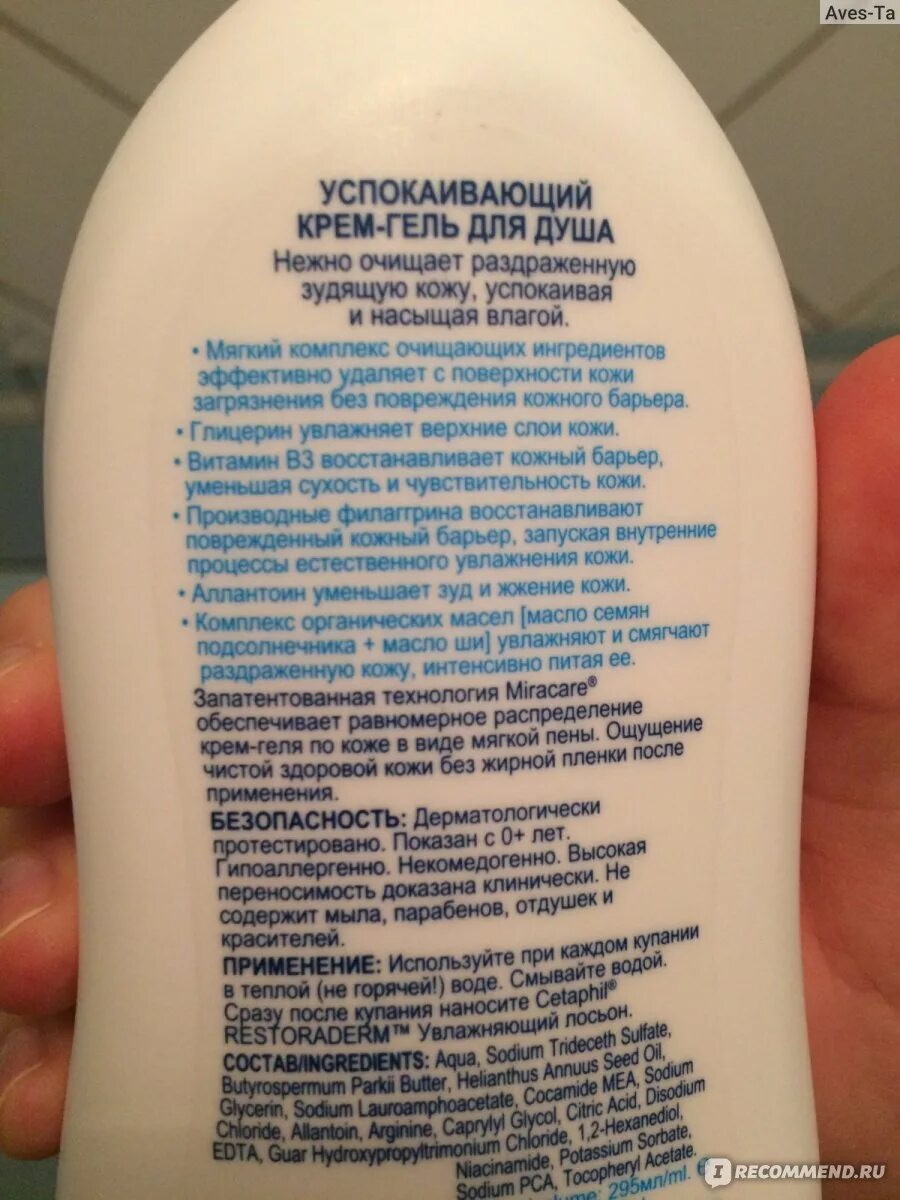 Aves-Ta
УСПОКАИВАЮЩИЙ
КРЕМ-ГЕЛЬ ДЛЯ ДУША
Нежно очищает раздраженную
зудящую кожу, успокаивая
и насыщая влагой.
• Мягкий комплекс очищающих ингредиентов
эффективно удаляет с поверхности кожи
загрязнения без повреждения кожного барьера.
• Глицерин увлажняет верхние слои кожи.
• Витамин В3 восстанавливает кожный барьер,
уменьшая сухость и чувствительность кожи.
• Производные филаггрина восстанавливают
поврежденный кожный барьер, запуская внутренние
процессы естественного увлажнения кожи.
• Аллантоин уменьшает зуд и жжение кожи.
• Комплекс органических масел [масло семян
подсолнечника + масло ши] увлажняют и смягчают
раздраженную кожу, интенсивно питая ее.
Запатентованная технология Miracare®
обеспечивает равномерное распределение
крем-геля по коже в виде мягкой пены. Ощущение
чистой здоровой кожи без жирной пленки после
применения.
БЕЗОПАСНОСТЬ: Дерматологически
протестировано. Показан с 0+ лет.
Гипоаллергенно. Некомедогенно. Высокая
переносимость доказана клинически. Не
содержит мыла, парабенов, отдушек и
красителей.
ПРИМЕНЕНИЕ: Используйте при каждом купании
в теплой (не горячей!) воде. Смывайте водой.
Сразу после купания наносите Cetaphil®
RESTORADERM™ Увлажняющий лосьон.
СОСТАВ/INGREDIENTS: Aqua, Sodium Trideceth Sulfate,
Butyrospermum Parkii Butter, Helianthus Annuus Seed Oil,
Glycerin, Sodium Lauroamphoacetate, Cocamide MEA, Sodium
Chloride, Allantoin, Arginine, Caprylyl Glycol, Citric Acid, Disodium
EDTA, Guar Hydroxypropyltrimonium Chloride, 1,2-Hexanediol,
Niacinamide, Potassium Sorbate,
Sodium PCA, Tocopheryl Acetate.
295мл/ml.
IRECOMMEND.RU